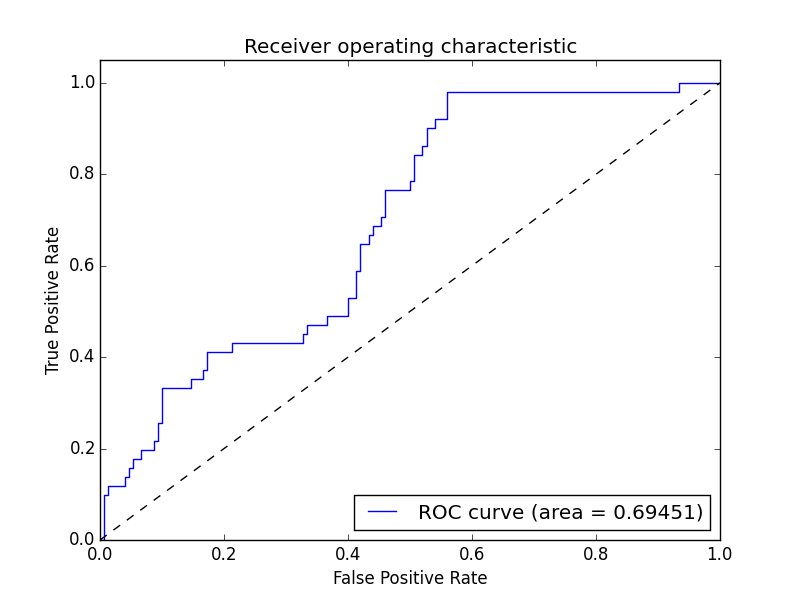 Receiver operating characteristic
1.0
0.8
0.6
0.4
0.2
0.0
True Positive Rate
ROC curve (area = 0.69451)
0.0 0.2 0.4 0.6 0.8 1.0
False Positive Rate